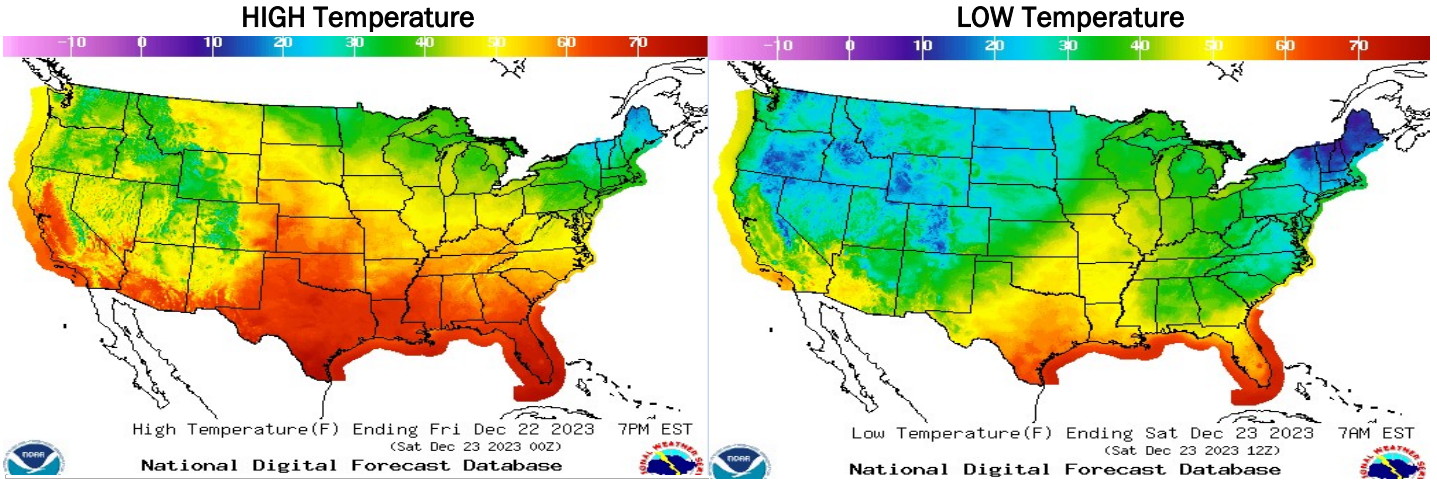 HIGH Temperature
-10 0 10 20 30 40 50 60 70
High Temperature(F) Ending Fri Dec 22 2023 7PM EST
(Sat Dec 23 2023 00Z)
National Digital Forecast Database
NOAA
LOW Temperature
-10 0 10 20 30 40 50 60 70
Low Temperature(F) Ending Sat Dec 23 2023 7AM EST
(Sat Dec 23 2023 12Z)
National Digital Forecast Database
NOAA